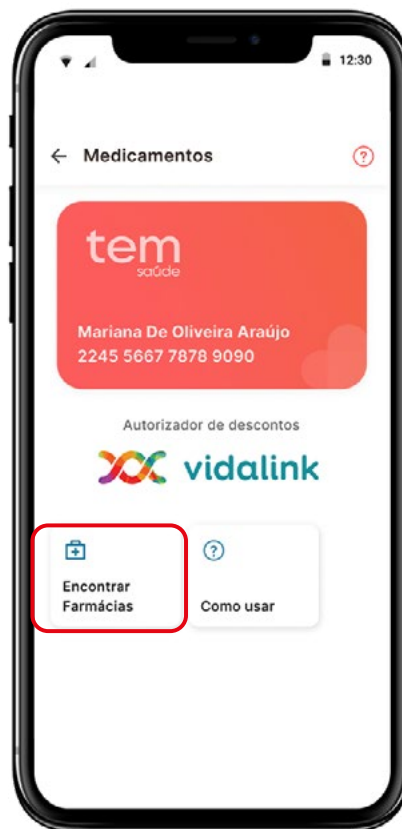 12:30
Medicamentos
tem
saúde
Mariana De Oliveira Araújo
2245 5667 7878 9090
Autorizador de descontos
vidalink
Encontrar
Farmácias
Como usar